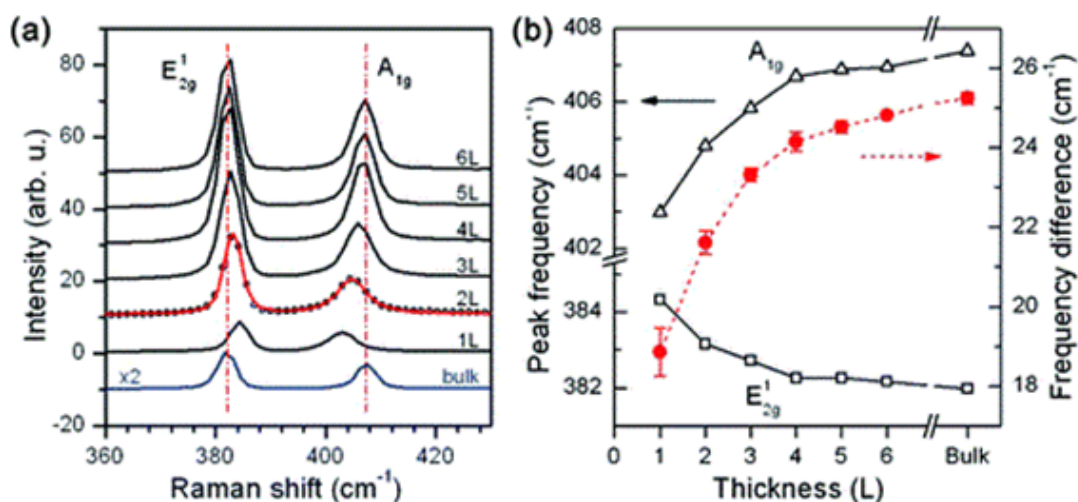 (a)
E¹₂g
A₁g
80
60
40
20
0
-20
Intensity (arb. u.)
6L
5L
4L
3L
2L
1L
x2
bulk
360
380
400
420
Raman shift (cm⁻¹)
(b)
A₁g
E¹₂g
408
406
404
402
384
382
Peak frequency (cm⁻¹)
26
24
22
20
18
Frequency difference (cm⁻¹)
0
1
2
3
4
5
6
Bulk
Thickness (L)